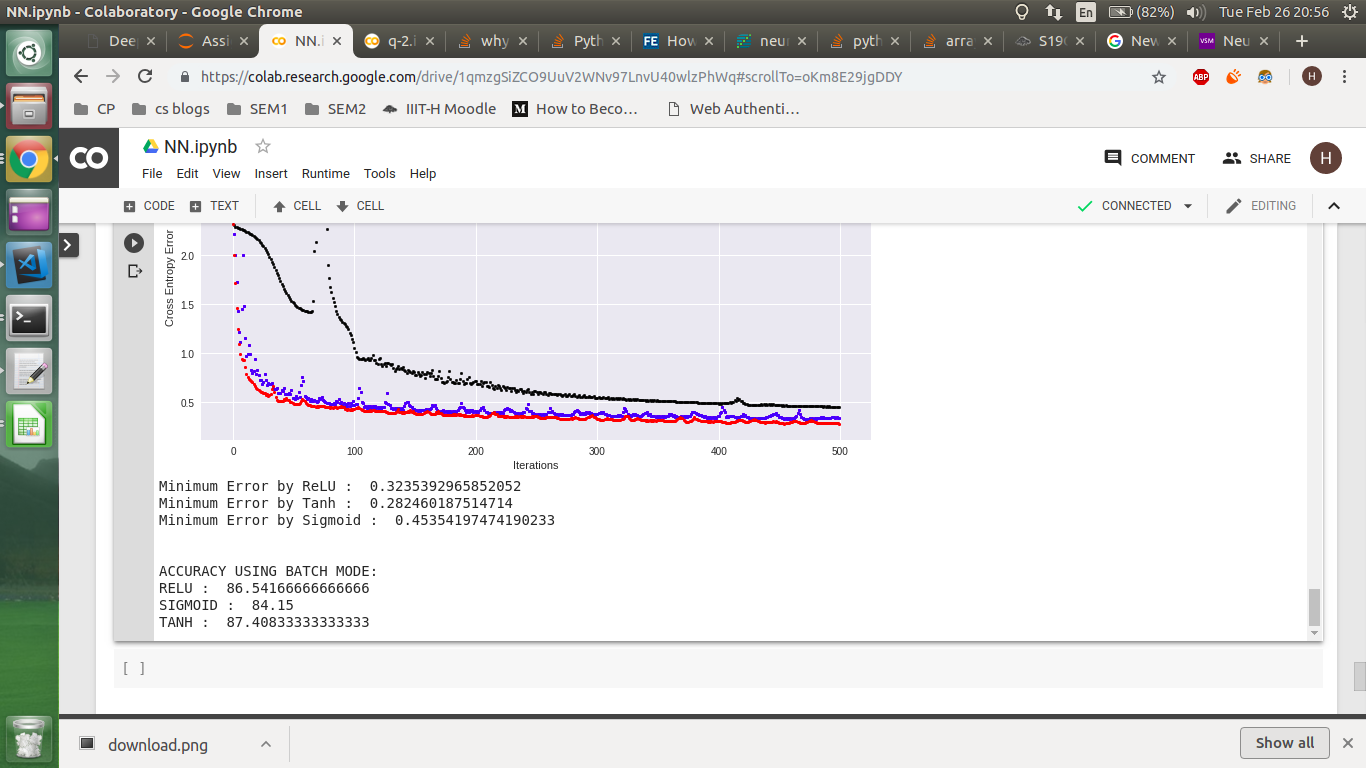 NN.ipynb - Colaboratory - Google Chrome
En (82%) Tue Feb 26 20:56
Dee Assi NN.i q-2.i why Pyth FE How neur pyth arra S19 New VSM Neu
https://colab.research.google.com/drive/1qmzgSiZCO9UuV2WNv97LnvU40wlzPhWq#scrollTo=oKm8E29jgDDY
ABP H
CP cs blogs SEM1 SEM2 IIIT-H Moodle M How to Beco… Web Authenti…
CO NN.ipynb
COMMENT SHARE H
File Edit View Insert Runtime Tools Help
CODE TEXT CELL CELL CONNECTED EDITING
Cross Entropy Error
2.0
1.5
1.0
0.5
0 100 200 300 400 500
Iterations
Minimum Error by ReLU : 0.3235392965852052
Minimum Error by Tanh : 0.282460187514714
Minimum Error by Sigmoid : 0.45354197474190233
ACCURACY USING BATCH MODE:
RELU : 86.54166666666666
SIGMOID : 84.15
TANH : 87.40833333333333
[ ]
download.png
Show all